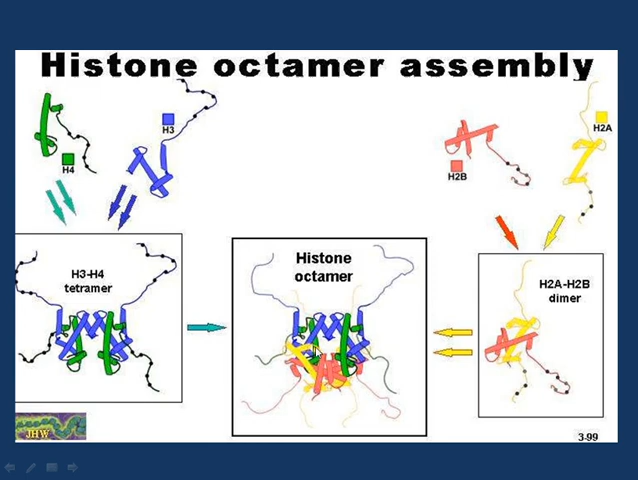 Histone octamer assembly
H3
H4
H2A
H2B
H3-H4
tetramer
Histone
octamer
H2A-H2B
dimer
JHW
3-99